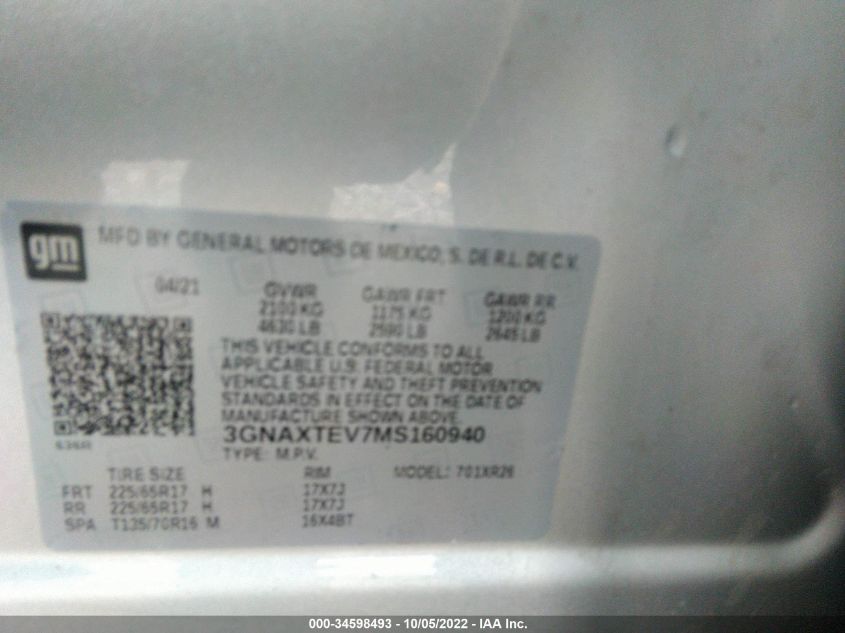 gm MFD BY GENERAL MOTORS DE MEXICO, S. DE R.L. DE C.V.
04/21 GVWR GAWR FRT GAWR RR
2100 KG 1175 KG 1200 KG
4630 LB 2590 LB 2645 LB
THIS VEHICLE CONFORMS TO ALL
APPLICABLE U.S. FEDERAL MOTOR
VEHICLE SAFETY AND THEFT PREVENTION
STANDARDS IN EFFECT ON THE DATE OF
MANUFACTURE SHOWN ABOVE.
3GNAXTEV7MS160940
TYPE: M.P.V. MODEL: 701XR26
TIRE SIZE RIM
FRT 225/65R17 H 17X7J
RR 225/65R17 H 17X7J
SPA T135/70R16 M 16X4BT
000-34598493 - 10/05/2022 - IAA Inc.